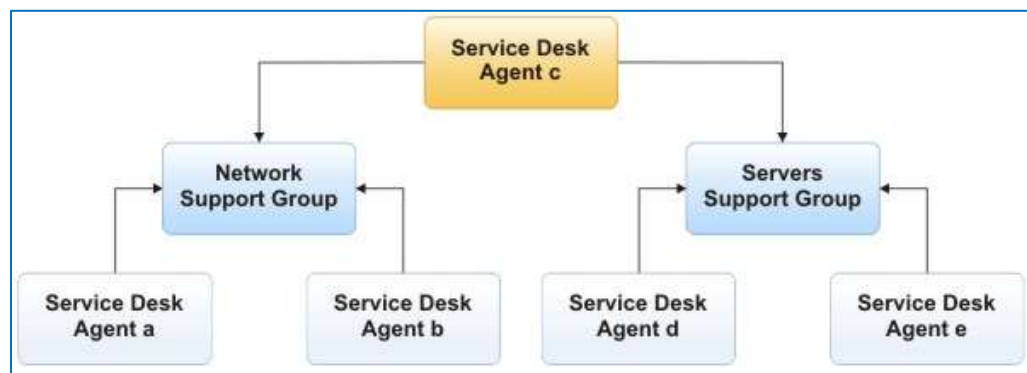 Service Desk
Agent c
Network
Support Group
Servers
Support Group
Service Desk
Agent a
Service Desk
Agent b
Service Desk
Agent d
Service Desk
Agent e